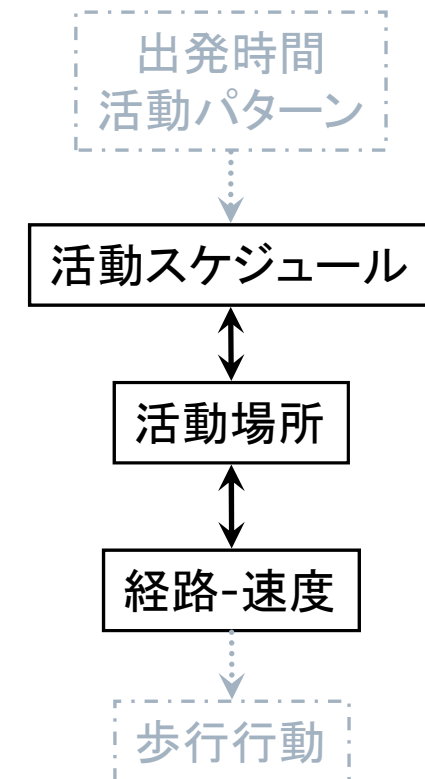 出発時間
活動パターン
活動スケジュール
活動場所
経路-速度
歩行行動